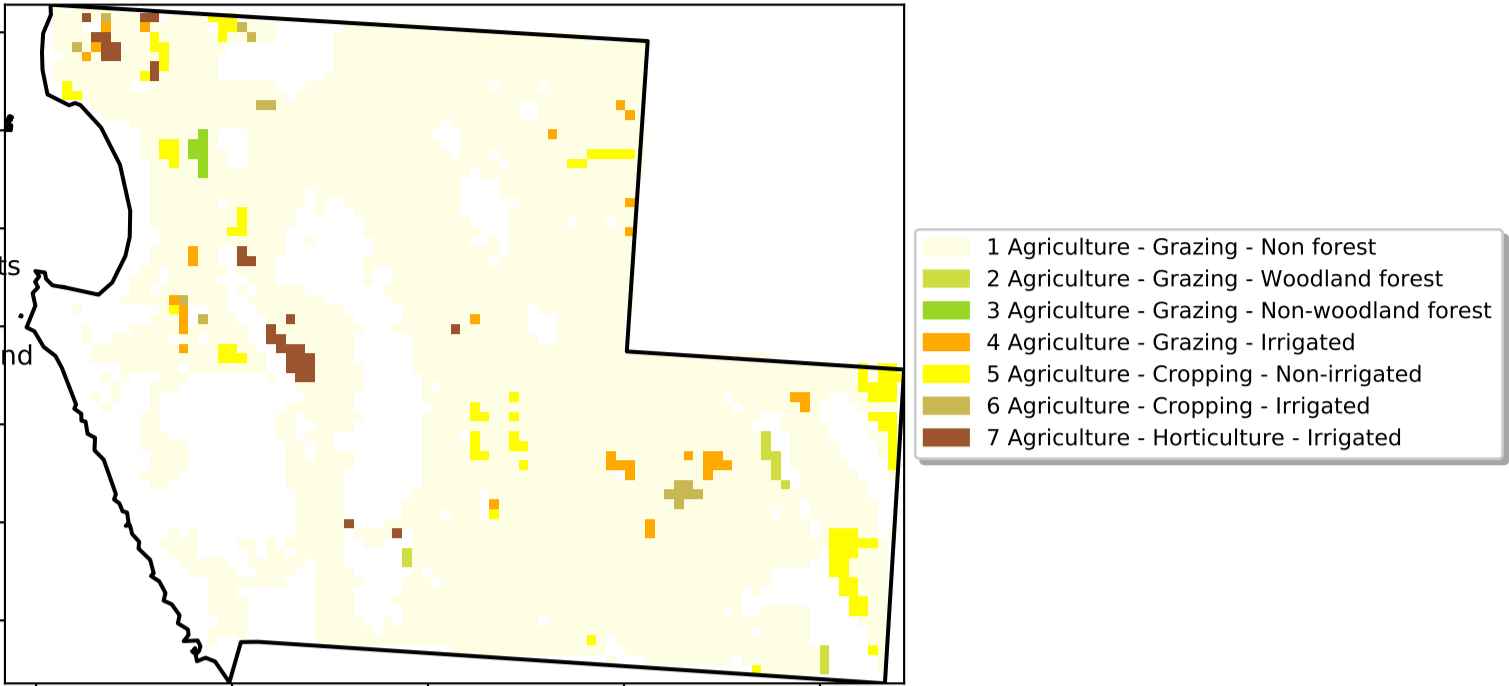 1 Agriculture - Grazing - Non forest
ts
2 Agriculture - Grazing - Woodland forest
3 Agriculture - Grazing - Non-woodland forest
4 Agriculture - Grazing - Irrigated
nd
5 Agriculture - Cropping - Non-irrigated
6 Agriculture - Cropping - Irrigated
7 Agriculture - Horticulture - Irrigated